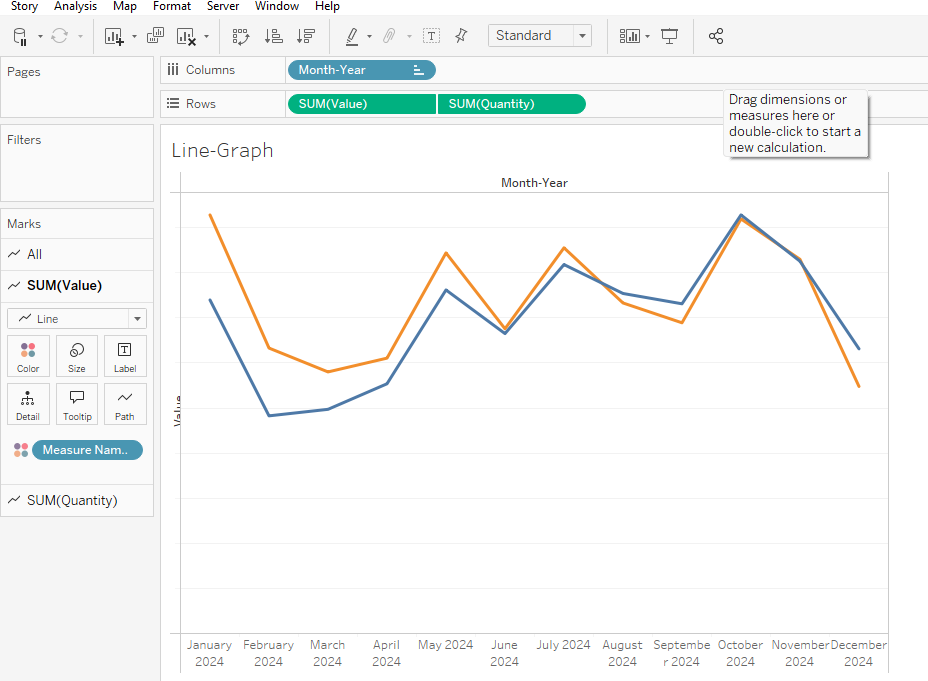 Story Analysis Map Format Server Window Help
Standard
Pages
Columns
Month-Year
Rows
SUM(Value)
SUM(Quantity)
Drag dimensions or
measures here or
double-click to start a
new calculation.
Filters
Marks
All
SUM(Value)
Line
Color
Size
Label
Detail
Tooltip
Path
Measure Nam..
SUM(Quantity)
Line-Graph
Month-Year
Value
January
2024
February
2024
March
2024
April
2024
May 2024
June
2024
July 2024
August
2024
Septembe
r 2024
October
2024
November
2024
December
2024